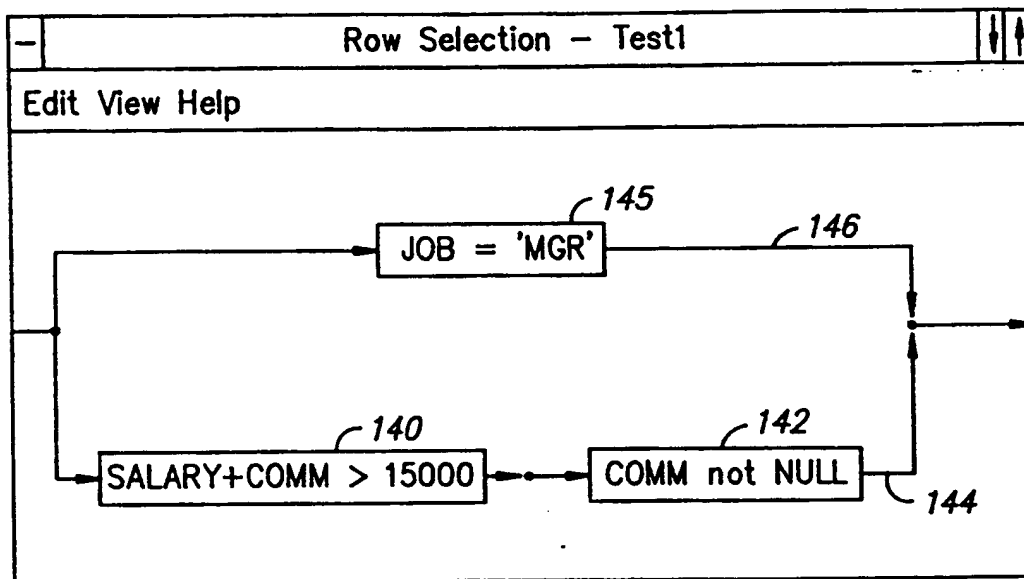 Row Selection - Test1
Edit View Help
145
JOB = 'MGR'
146
140
142
SALARY+COMM > 15000
COMM not NULL
144